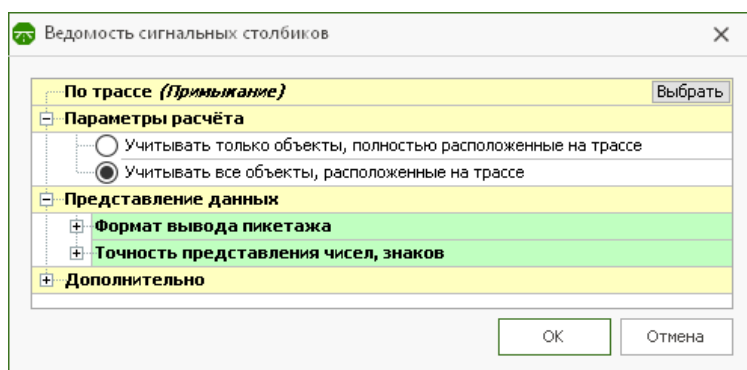 Ведомость сигнальных столбиков
По трассе (Примыкание) Выбрать
Параметры расчёта
Учитывать только объекты, полностью расположенные на трассе
Учитывать все объекты, расположенные на трассе
Представление данных
Формат вывода пикетажа
Точность представления чисел, знаков
Дополнительно
ОК Отмена